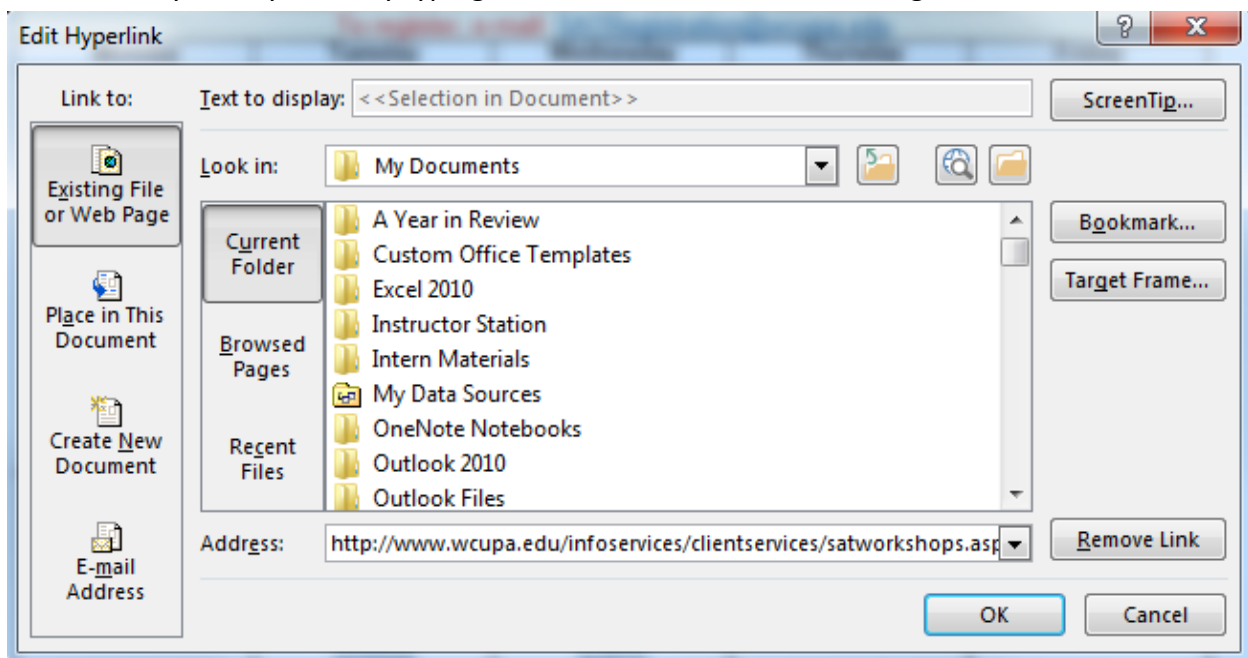 Edit Hyperlink
Link to:
Text to display: <<Selection in Document>>
ScreenTip...
Existing File
or Web Page
Look in: My Documents
Current
Folder
A Year in Review
Custom Office Templates
Excel 2010
Instructor Station
Intern Materials
My Data Sources
OneNote Notebooks
Outlook 2010
Outlook Files
Bookmark...
Target Frame...
Place in This
Document
Browsed
Pages
Create New
Document
Recent
Files
E-mail
Address
Address: http://www.wcupa.edu/infoservices/clientservices/satworkshops.asp
Remove Link
OK
Cancel